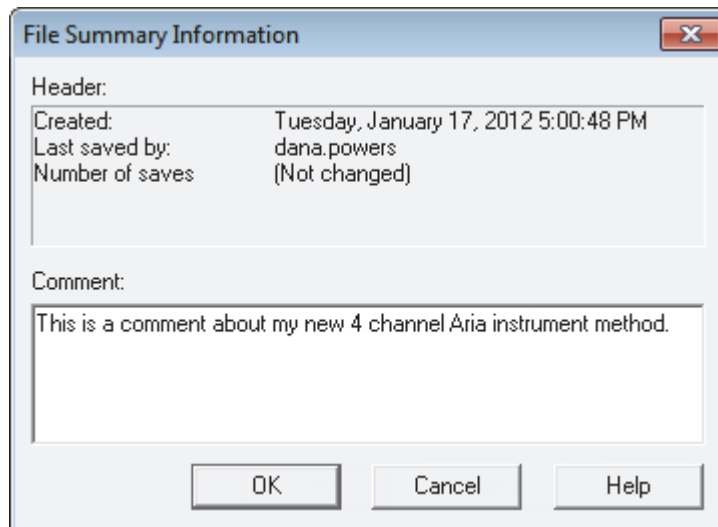 File Summary Information
Header:
Created: Tuesday, January 17, 2012 5:00:48 PM
Last saved by: dana.powers
Number of saves (Not changed)
Comment:
This is a comment about my new 4 channel Aria instrument method.
OK Cancel Help